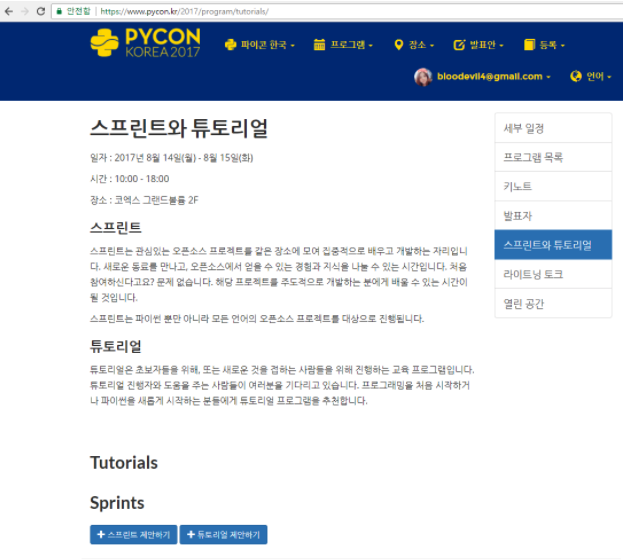 안전함 | https://www.pycon.kr/2017/program/tutorials/
PYCON
KOREA 2017
파이콘 한국
프로그램
장소
발표안
등록
bloodevil4@gmail.com
언어
스프린트와 튜토리얼
일자 : 2017년 8월 14일(월) - 8월 15일(화)
시간 : 10:00 - 18:00
장소 : 코엑스 그랜드볼룸 2F
스프린트
스프린트는 관심있는 오픈소스 프로젝트를 같은 장소에 모여 집중적으로 배우고 개발하는 자리입니
다. 새로운 동료를 만나고, 오픈소스에서 얻을 수 있는 경험과 지식을 나눌 수 있는 시간입니다. 처음
참여하신다고요? 문제 없습니다. 해당 프로젝트를 주도적으로 개발하는 분에게 배울 수 있는 시간이
될 것입니다.
스프린트는 파이썬 뿐만 아니라 모든 언어의 오픈소스 프로젝트를 대상으로 진행됩니다.
튜토리얼
튜토리얼은 초보자들을 위해, 또는 새로운 것을 접하는 사람들을 위해 진행하는 교육 프로그램입니다.
튜토리얼 진행자와 도움을 주는 사람들이 여러분을 기다리고 있습니다. 프로그래밍을 처음 시작하거
나 파이썬을 새롭게 시작하는 분들에게 튜토리얼 프로그램을 추천합니다.
Tutorials
Sprints
스프린트 제안하기
튜토리얼 제안하기
세부 일정
프로그램 목록
키노트
발표자
스프린트와 튜토리얼
라이트닝 토크
열린 공간